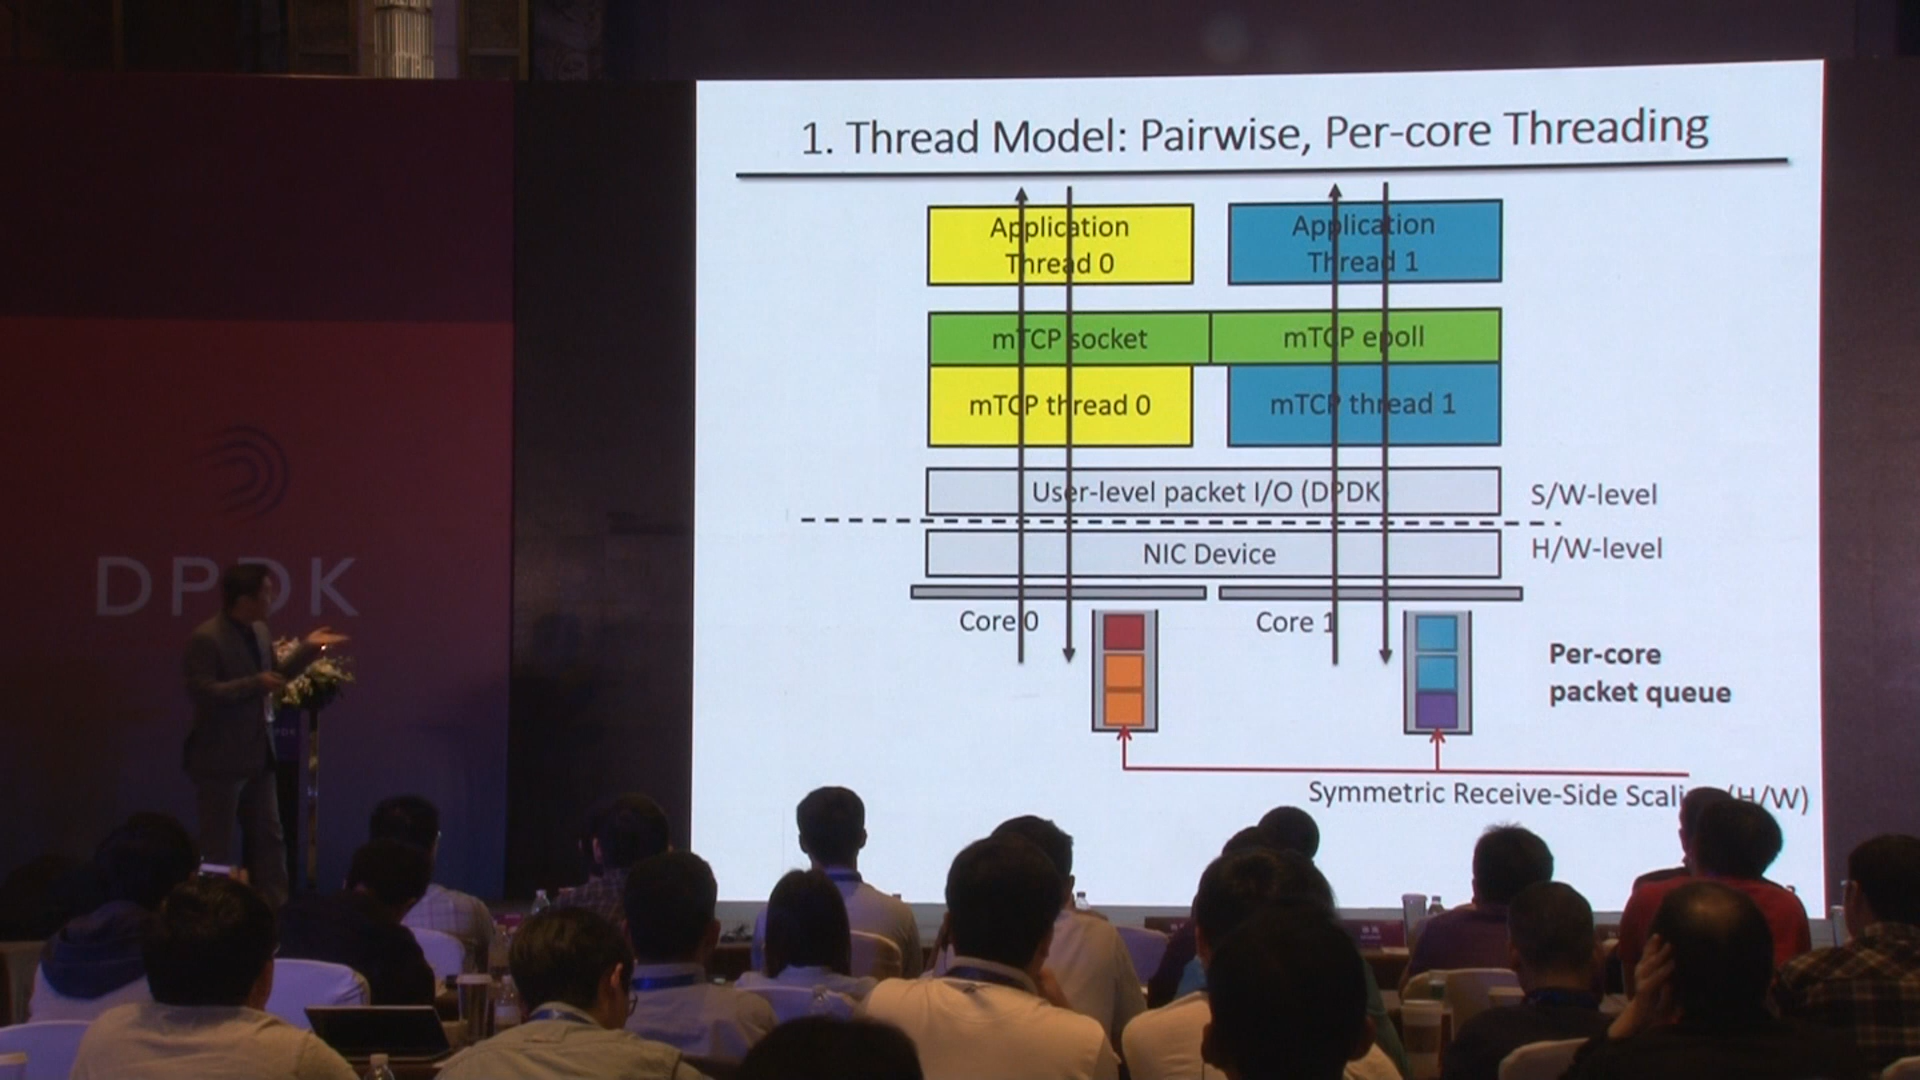 1. Thread Model: Pairwise, Per-core Threading
Application
Thread 0
Application
Thread 1
mTCP socket
mTCP epoll
mTCP thread 0
mTCP thread 1
User-level packet I/O (DPDK)
S/W-level
NIC Device
H/W-level
Core 0
Core 1
Per-core
packet queue
Symmetric Receive-Side (H/W)
DPDK